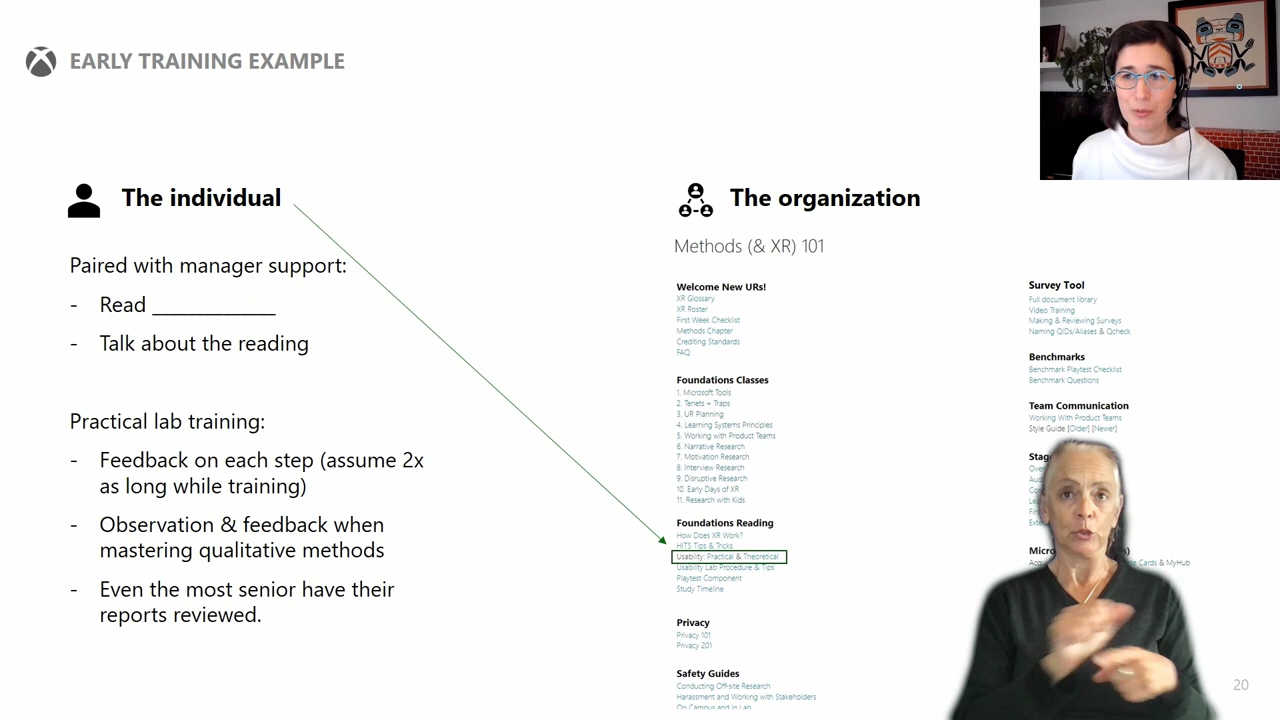 EARLY TRAINING EXAMPLE
The individual
Paired with manager support:
- Read ____________
- Talk about the reading
Practical lab training:
- Feedback on each step (assume 2x
as long while training)
- Observation & feedback when
mastering qualitative methods
- Even the most senior have their
reports reviewed.
The organization
Methods (& XR) 101
Welcome New URs!
XR Glossary
XR Roster
First Week Checklist
Methods Chapter
Crediting Standards
FAQ
Foundations Classes
1. Microsoft Tools
2. Tenets + Traps
3. UR Planning
4. Learning Systems Principles
5. Working with Product Teams
6. Narrative Research
7. Motivation Research
8. Interview Research
9. Disruptive Research
10. Early Days of XR
11. Research with Kids
Foundations Reading
How Does XR Work?
HITS Tips & Tricks
Usability: Practical & Theoretical
Usability Lab Procedure & Tips
Playtest Component
Study Timeline
Privacy
Privacy 101
Privacy 201
Safety Guides
Conducting Off-site Research
Harassment and Working with Stakeholders
On Campus and In Lab
Survey Tool
Full document library
Video Training
Making & Reviewing Surveys
Naming QIDs/Aliases & Qcheck
Benchmarks
Benchmark Playtest Checklist
Benchmark Questions
Team Communication
Working With Product Teams
Style Guide [Older] [Newer]
Cards & MyHub
20